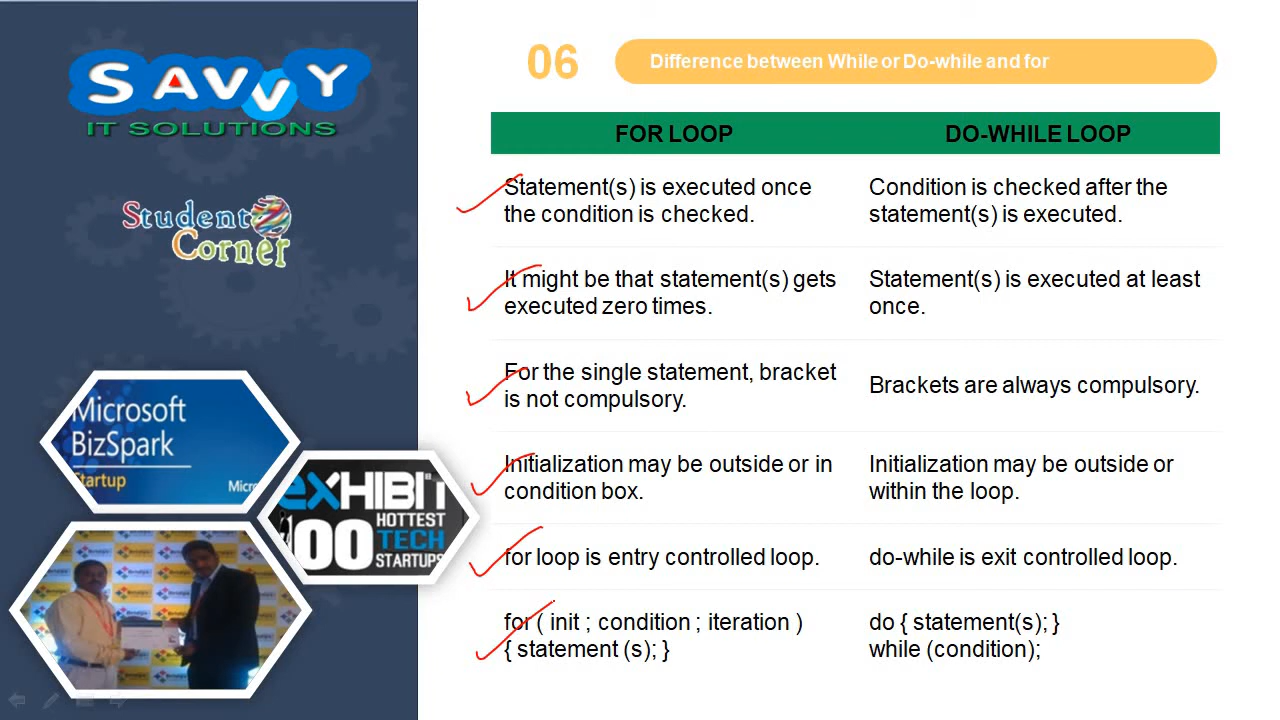 SAVVY
IT SOLUTIONS
Student
Corner
Microsoft
BizSpark
Startup
Micr
EXHIBIT
100
HOTTEST
TECH
STARTUPS
06
Difference between While or Do-while and for
FOR LOOP
DO-WHILE LOOP
Statement(s) is executed once
the condition is checked.
Condition is checked after the
statement(s) is executed.
It might be that statement(s) gets
executed zero times.
Statement(s) is executed at least
once.
For the single statement, bracket
is not compulsory.
Brackets are always compulsory.
Initialization may be outside or in
condition box.
Initialization may be outside or
within the loop.
for loop is entry controlled loop.
do-while is exit controlled loop.
for ( init ; condition ; iteration )
{ statement (s); }
do { statement(s); }
while (condition);